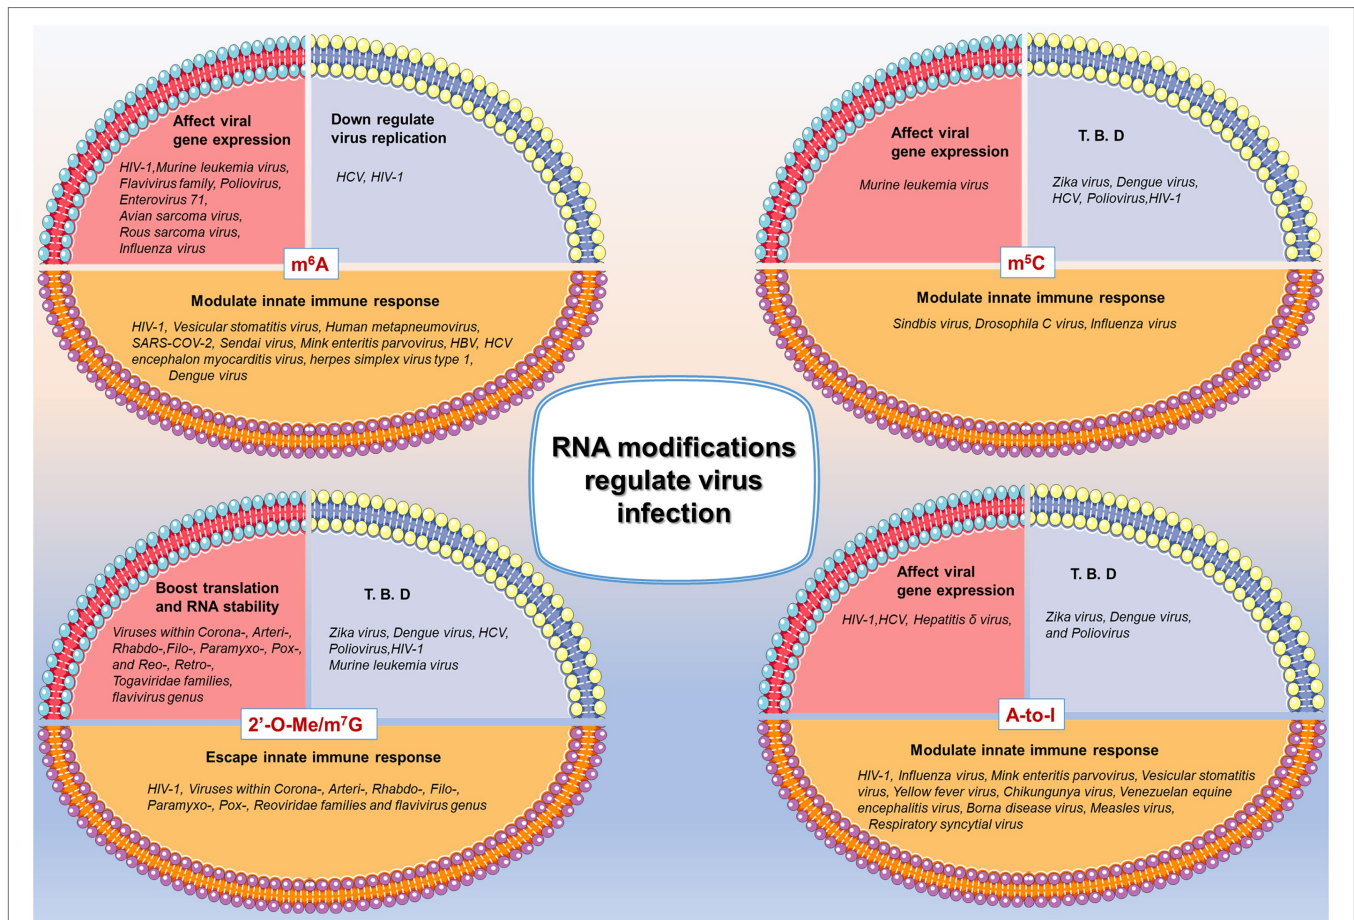 Affect viral
gene expression
HIV-1,Murine leukemia virus,
Flavivirus family, Poliovirus,
Enterovirus 71,
Avian sarcoma virus,
Rous sarcoma virus,
Influenza virus
Down regulate
virus replication
HCV, HIV-1
m⁶A
Modulate innate immune response
HIV-1, Vesicular stomatitis virus, Human metapneumovirus,
SARS-COV-2, Sendai virus, Mink enteritis parvovirus, HBV, HCV
encephalon myocarditis virus, herpes simplex virus type 1,
Dengue virus
Affect viral
gene expression
Murine leukemia virus
T. B. D
Zika virus, Dengue virus,
HCV, Poliovirus,HIV-1
m⁵C
Modulate innate immune response
Sindbis virus, Drosophila C virus, Influenza virus
RNA modifications
regulate virus
infection
Boost translation
and RNA stability
Viruses within Corona-, Arteri-,
Rhabdo-,Filo-, Paramyxo-, Pox-,
and Reo-, Retro-,
Togaviridae families,
flavivirus genus
T. B. D
Zika virus, Dengue virus, HCV,
Poliovirus,HIV-1
Murine leukemia virus
2’-O-Me/m⁷G
Escape innate immune response
HIV-1, Viruses within Corona-, Arteri-, Rhabdo-, Filo-,
Paramyxo-, Pox-, Reoviridae families and flavivirus genus
Affect viral
gene expression
HIV-1,HCV, Hepatitis δ virus,
T. B. D
Zika virus, Dengue virus,
and Poliovirus
A-to-I
Modulate innate immune response
HIV-1, Influenza virus, Mink enteritis parvovirus, Vesicular stomatitis
virus, Yellow fever virus, Chikungunya virus, Venezuelan equine
encephalitis virus, Borna disease virus, Measles virus,
Respiratory syncytial virus